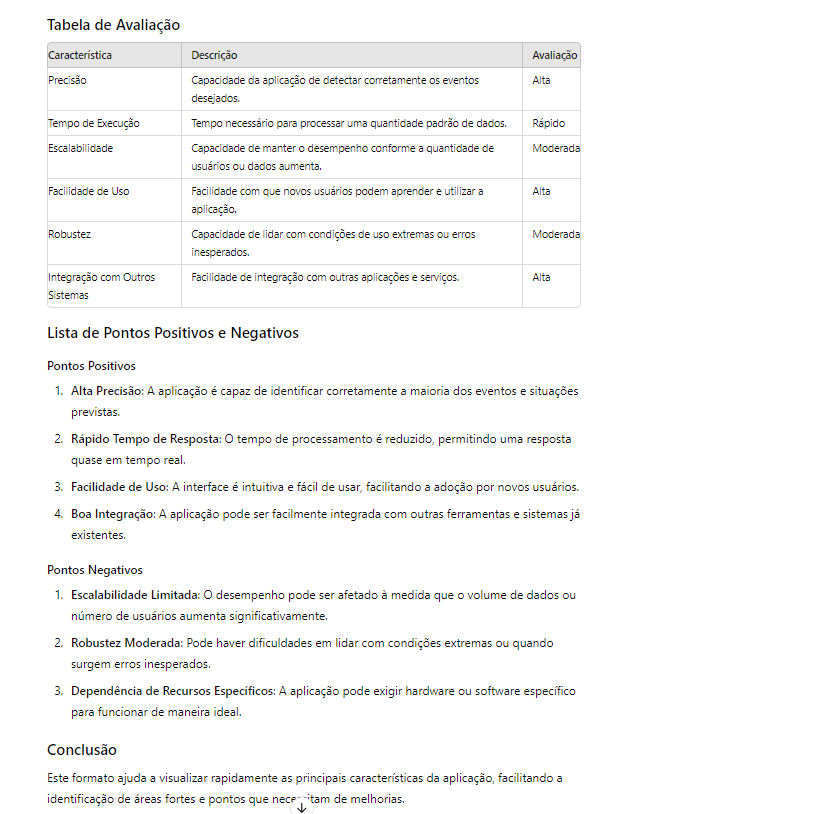 Tabela de Avaliação
Característica Descrição Avaliação
Precisão Capacidade da aplicação de detectar corretamente os eventos Alta
desejados.
Tempo de Execução Tempo necessário para processar uma quantidade padrão de dados. Rápido
Escalabilidade Capacidade de manter o desempenho conforme a quantidade de Moderada
usuários ou dados aumenta.
Facilidade de Uso Facilidade com que novos usuários podem aprender e utilizar a Alta
aplicação.
Robustez Capacidade de lidar com condições de uso extremas ou erros Moderada
inesperados.
Integração com Outros Facilidade de integração com outras aplicações e serviços. Alta
Sistemas
Lista de Pontos Positivos e Negativos
Pontos Positivos
1. Alta Precisão: A aplicação é capaz de identificar corretamente a maioria dos eventos e situações
previstas.
2. Rápido Tempo de Resposta: O tempo de processamento é reduzido, permitindo uma resposta
quase em tempo real.
3. Facilidade de Uso: A interface é intuitiva e fácil de usar, facilitando a adoção por novos usuários.
4. Boa Integração: A aplicação pode ser facilmente integrada com outras ferramentas e sistemas já
existentes.
Pontos Negativos
1. Escalabilidade Limitada: O desempenho pode ser afetado à medida que o volume de dados ou
número de usuários aumenta significativamente.
2. Robustez Moderada: Pode haver dificuldades em lidar com condições extremas ou quando
surgem erros inesperados.
3. Dependência de Recursos Específicos: A aplicação pode exigir hardware ou software específico
para funcionar de maneira ideal.
Conclusão
Este formato ajuda a visualizar rapidamente as principais características da aplicação, facilitando a
identificação de áreas fortes e pontos que necessitam de melhorias.